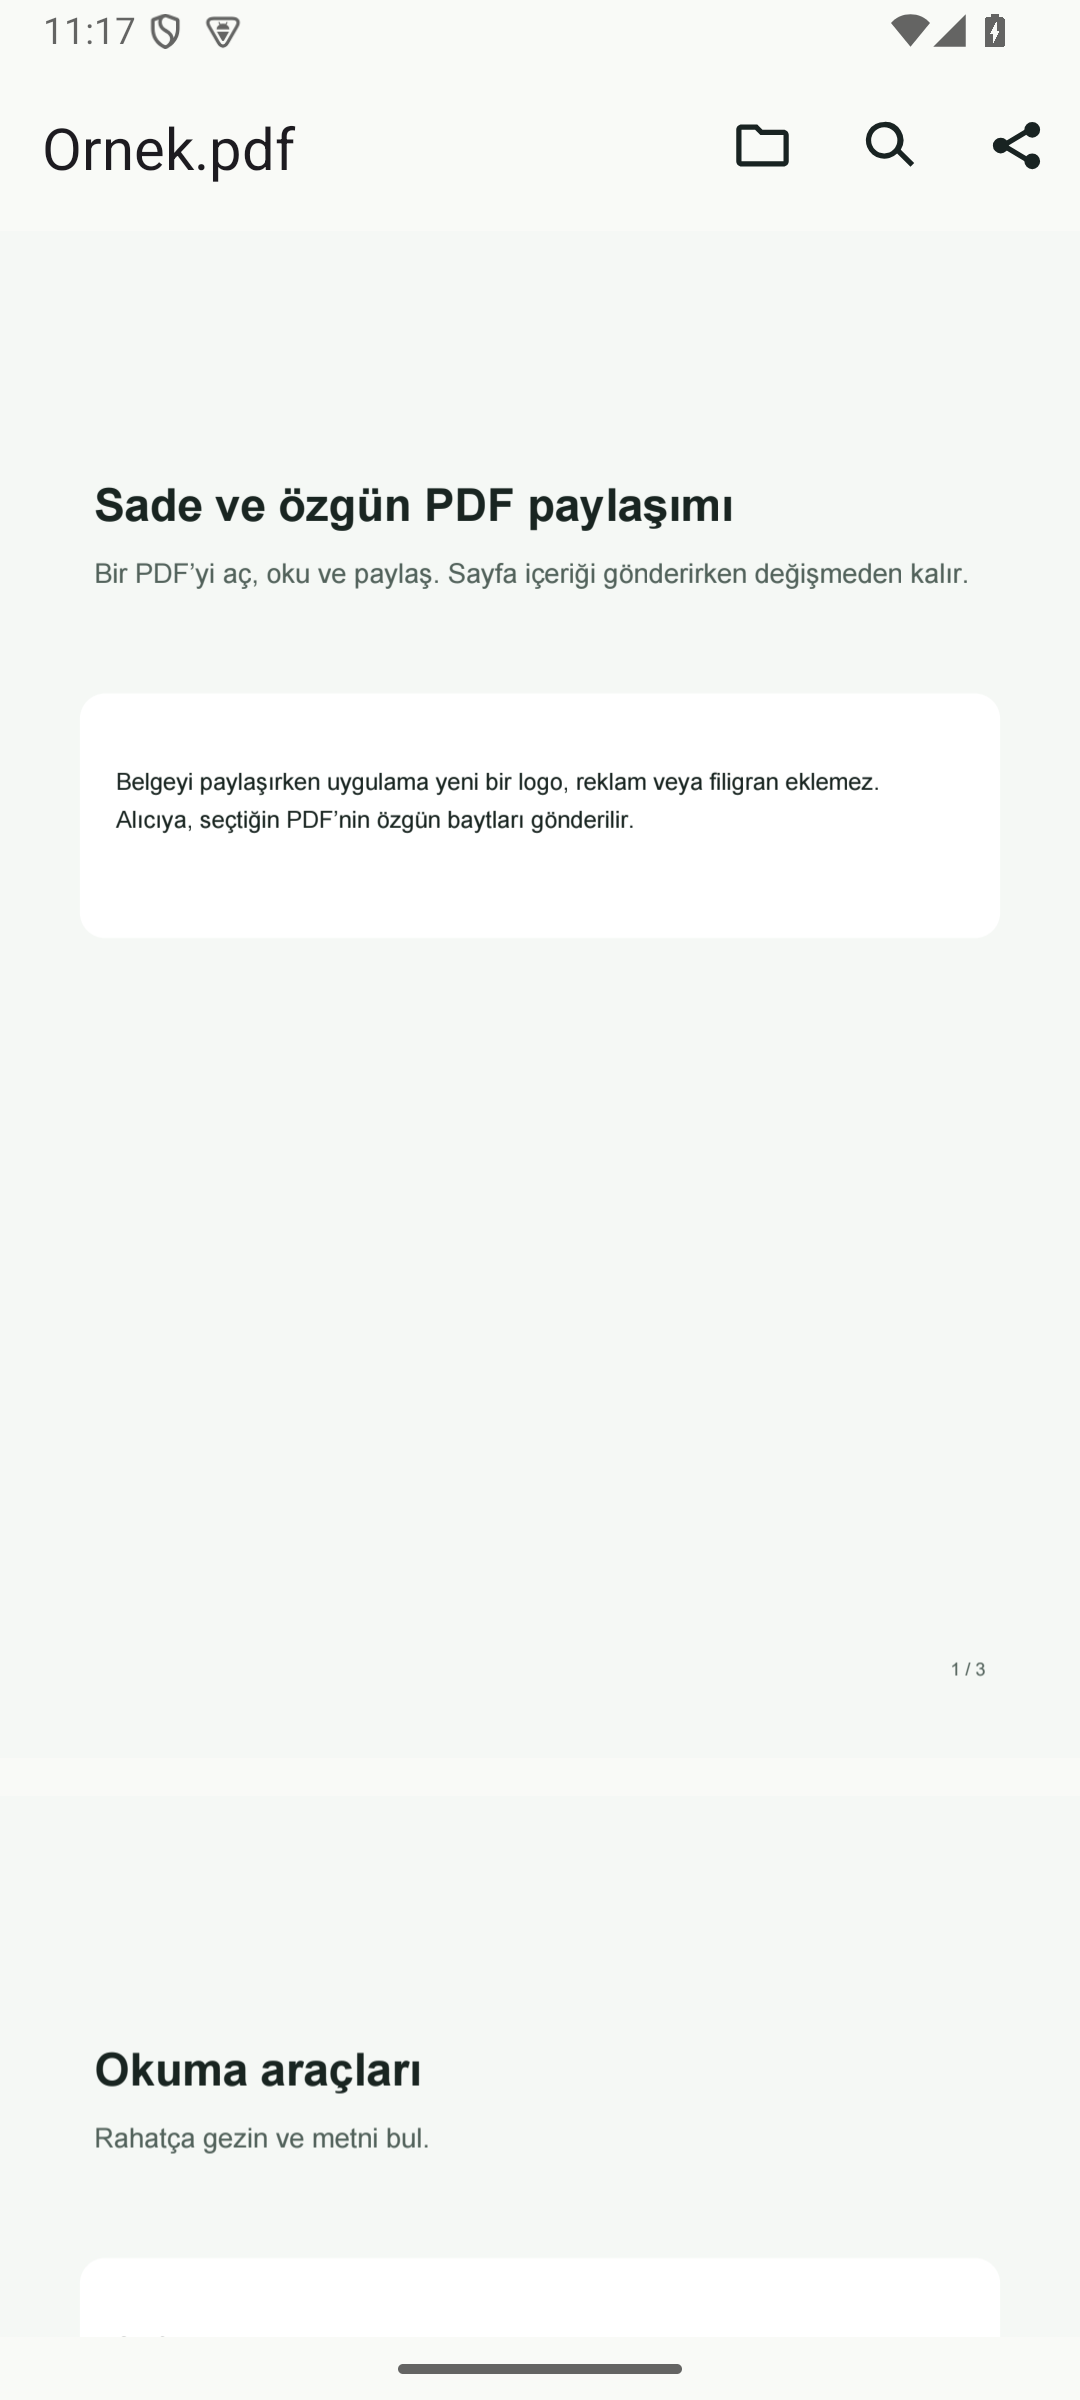 11:17
Ornek.pdf
Sade ve özgün PDF paylaşımı
Bir PDF’yi aç, oku ve paylaş. Sayfa içeriği gönderirken değişmeden kalır.
Belgeyi paylaşırken uygulama yeni bir logo, reklam veya filigran eklemez.
Alıcıya, seçtiğin PDF’nin özgün baytları gönderilir.
1 / 3
Okuma araçları
Rahatça gezin ve metni bul.